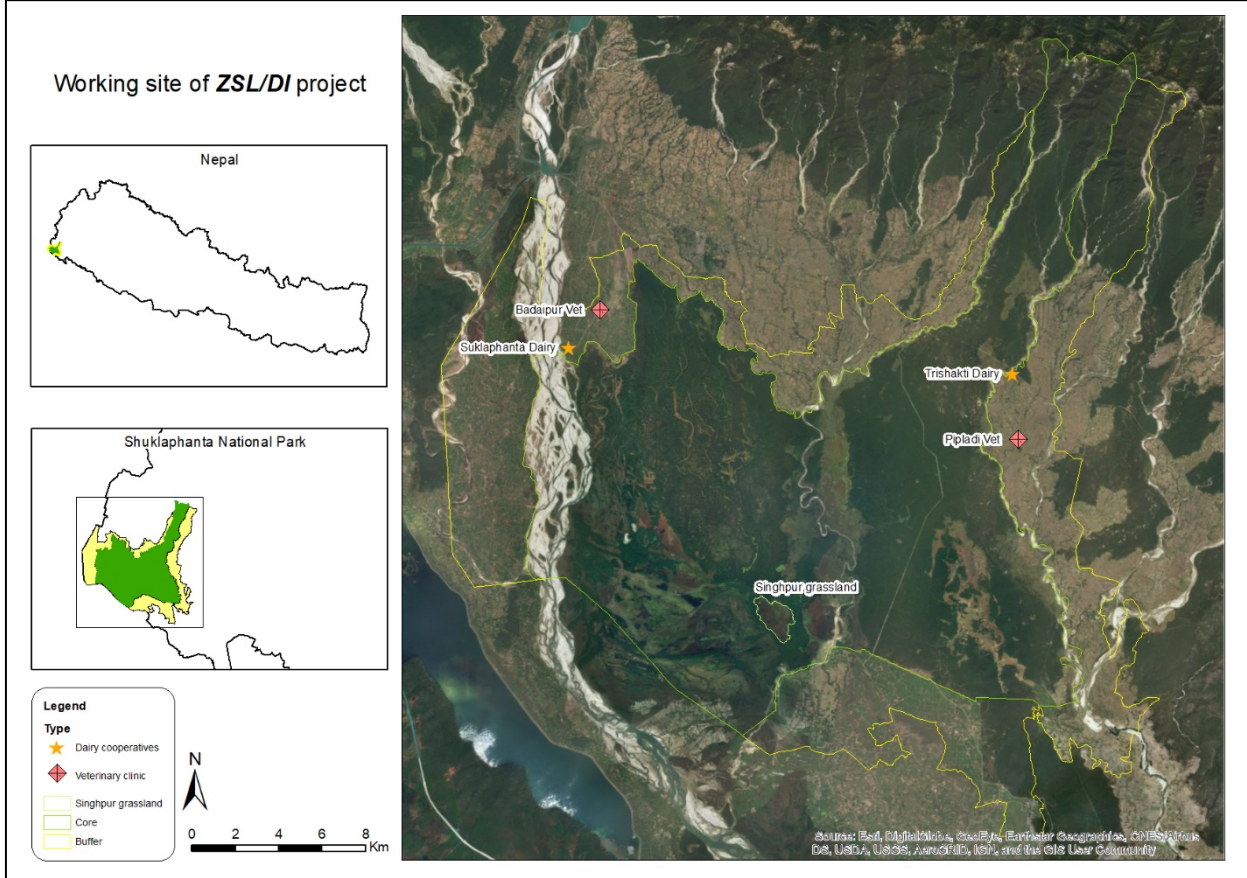 Working site of ZSL/DI project
Nepal
Shuklaphanta National Park
Legend
Type
Dairy cooperatives
Veterinary clinic
Singhpur grassland
Core
Buffer
N
0 2 4 6 8
Km
Badaipur Vet
Suklaphanta Dairy
Trishakti Dairy
Pipladi Vet
Singhpur grassland
Source: Esri, DigitalGlobe, GeoEye, Earthstar Geographics, CNES/Airbus
DS, USDA, USGS, AeroGRID, IGN, and the GIS User Community